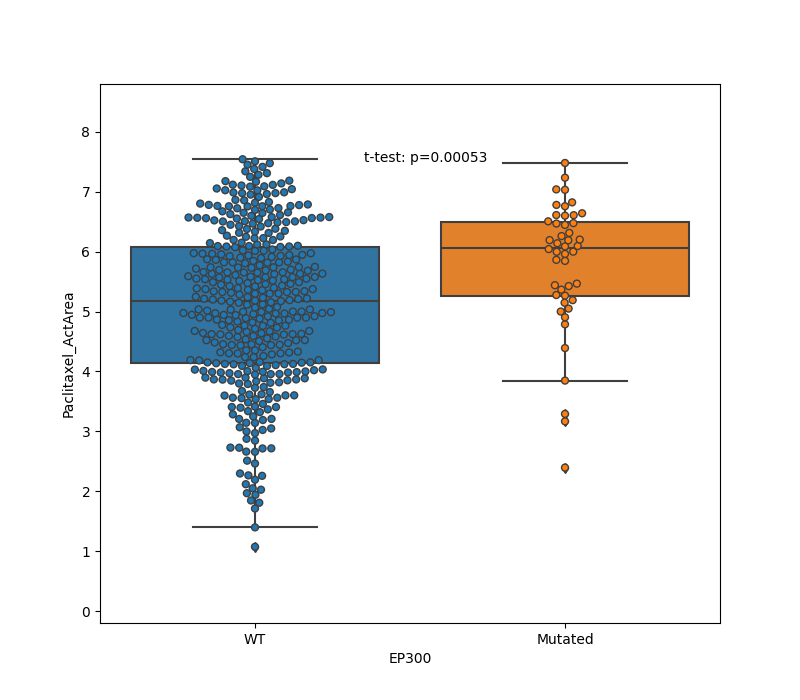 t-test: p=0.00053
Paclitaxel_ActArea
8
7
6
5
4
3
2
1
0
WT
Mutated
EP300